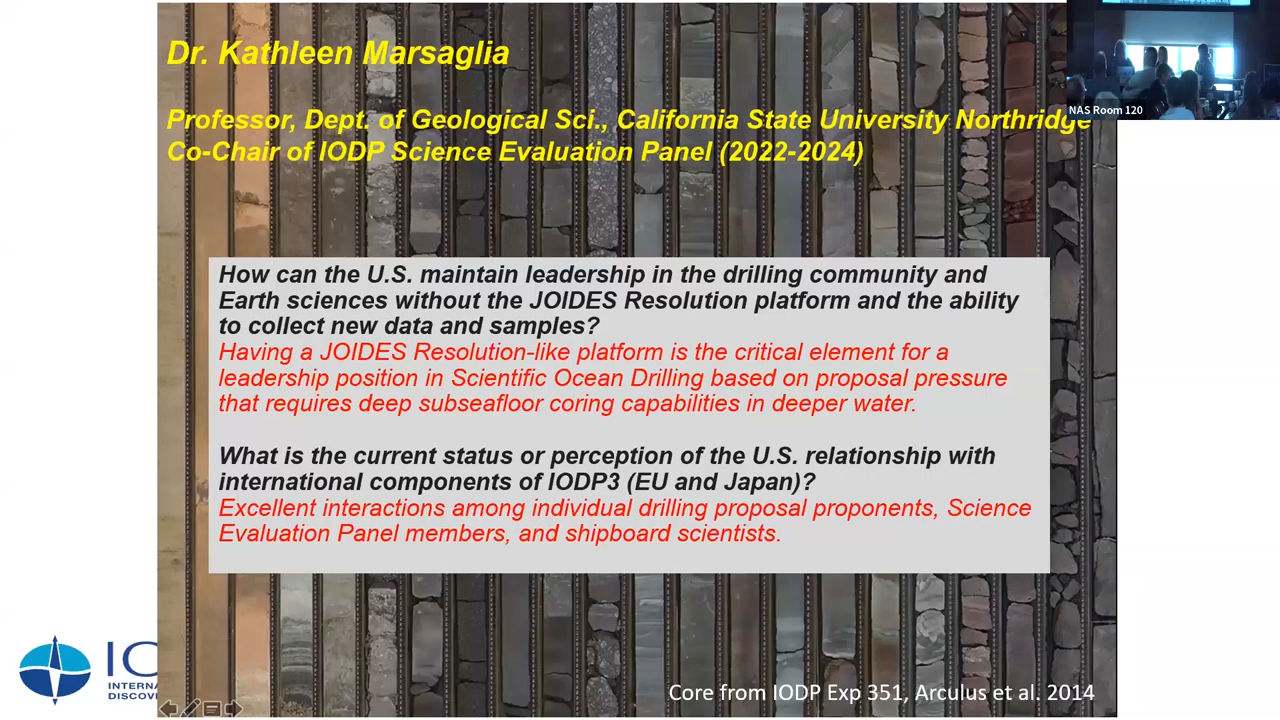 Dr. Kathleen Marsaglia
NAS Room 120
Professor, Dept. of Geological Sci., California State University Northridge
Co-Chair of IODP Science Evaluation Panel (2022-2024)
How can the U.S. maintain leadership in the drilling community and
Earth sciences without the JOIDES Resolution platform and the ability
to collect new data and samples?
Having a JOIDES Resolution-like platform is the critical element for a
leadership position in Scientific Ocean Drilling based on proposal pressure
that requires deep subseafloor coring capabilities in deeper water.
What is the current status or perception of the U.S. relationship with
international components of IODP3 (EU and Japan)?
Excellent interactions among individual drilling proposal proponents, Science
Evaluation Panel members, and shipboard scientists.
IO
INTERNA
DISCOV
Core from IODP Exp 351, Arculus et al. 2014